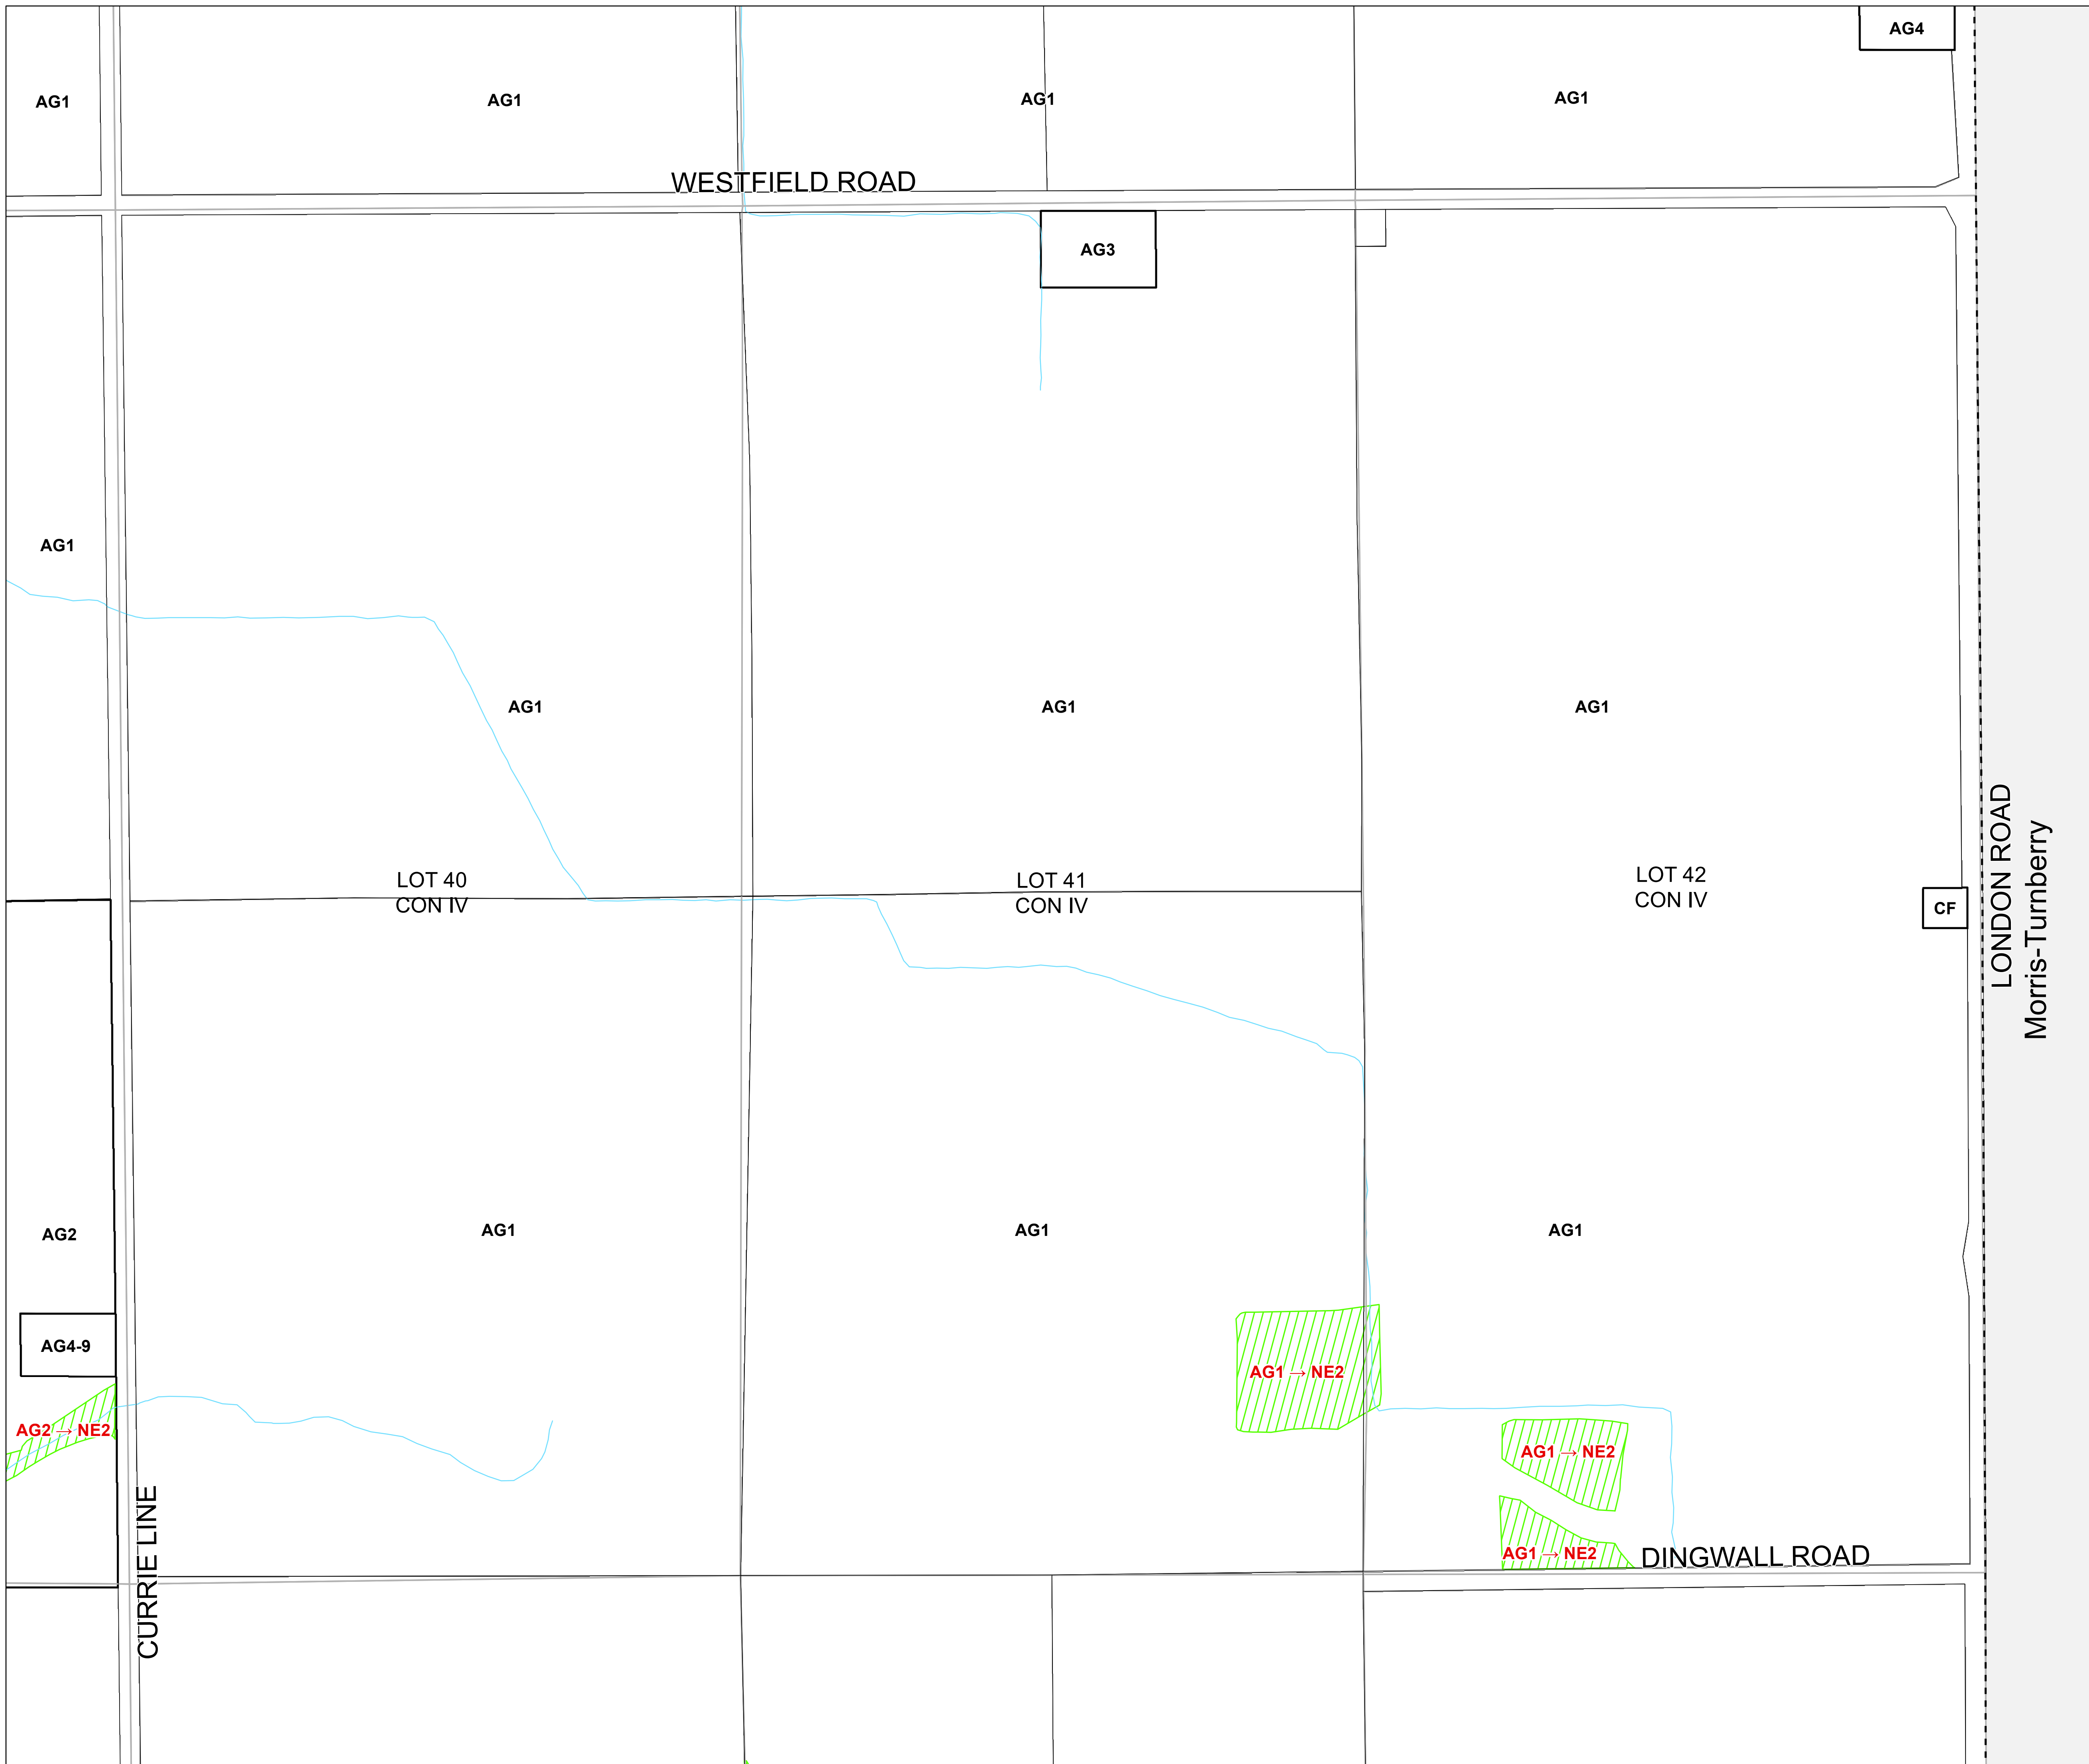 AG4
AG1
AG1
AG1
AG1
WESTFIELD ROAD
AG3
AG1
AG1
AG1
AG1
LOT 40
CON IV
LOT 41
CON IV
LOT 42
CON IV
CF
LONDON ROAD
Morris-Turnberry
AG2
AG1
AG1
AG1
AG4-9
AG1 → NE2
AG2 → NE2
AG1 → NE2
AG1 → NE2
DINGWALL ROAD
CURRIE LINE